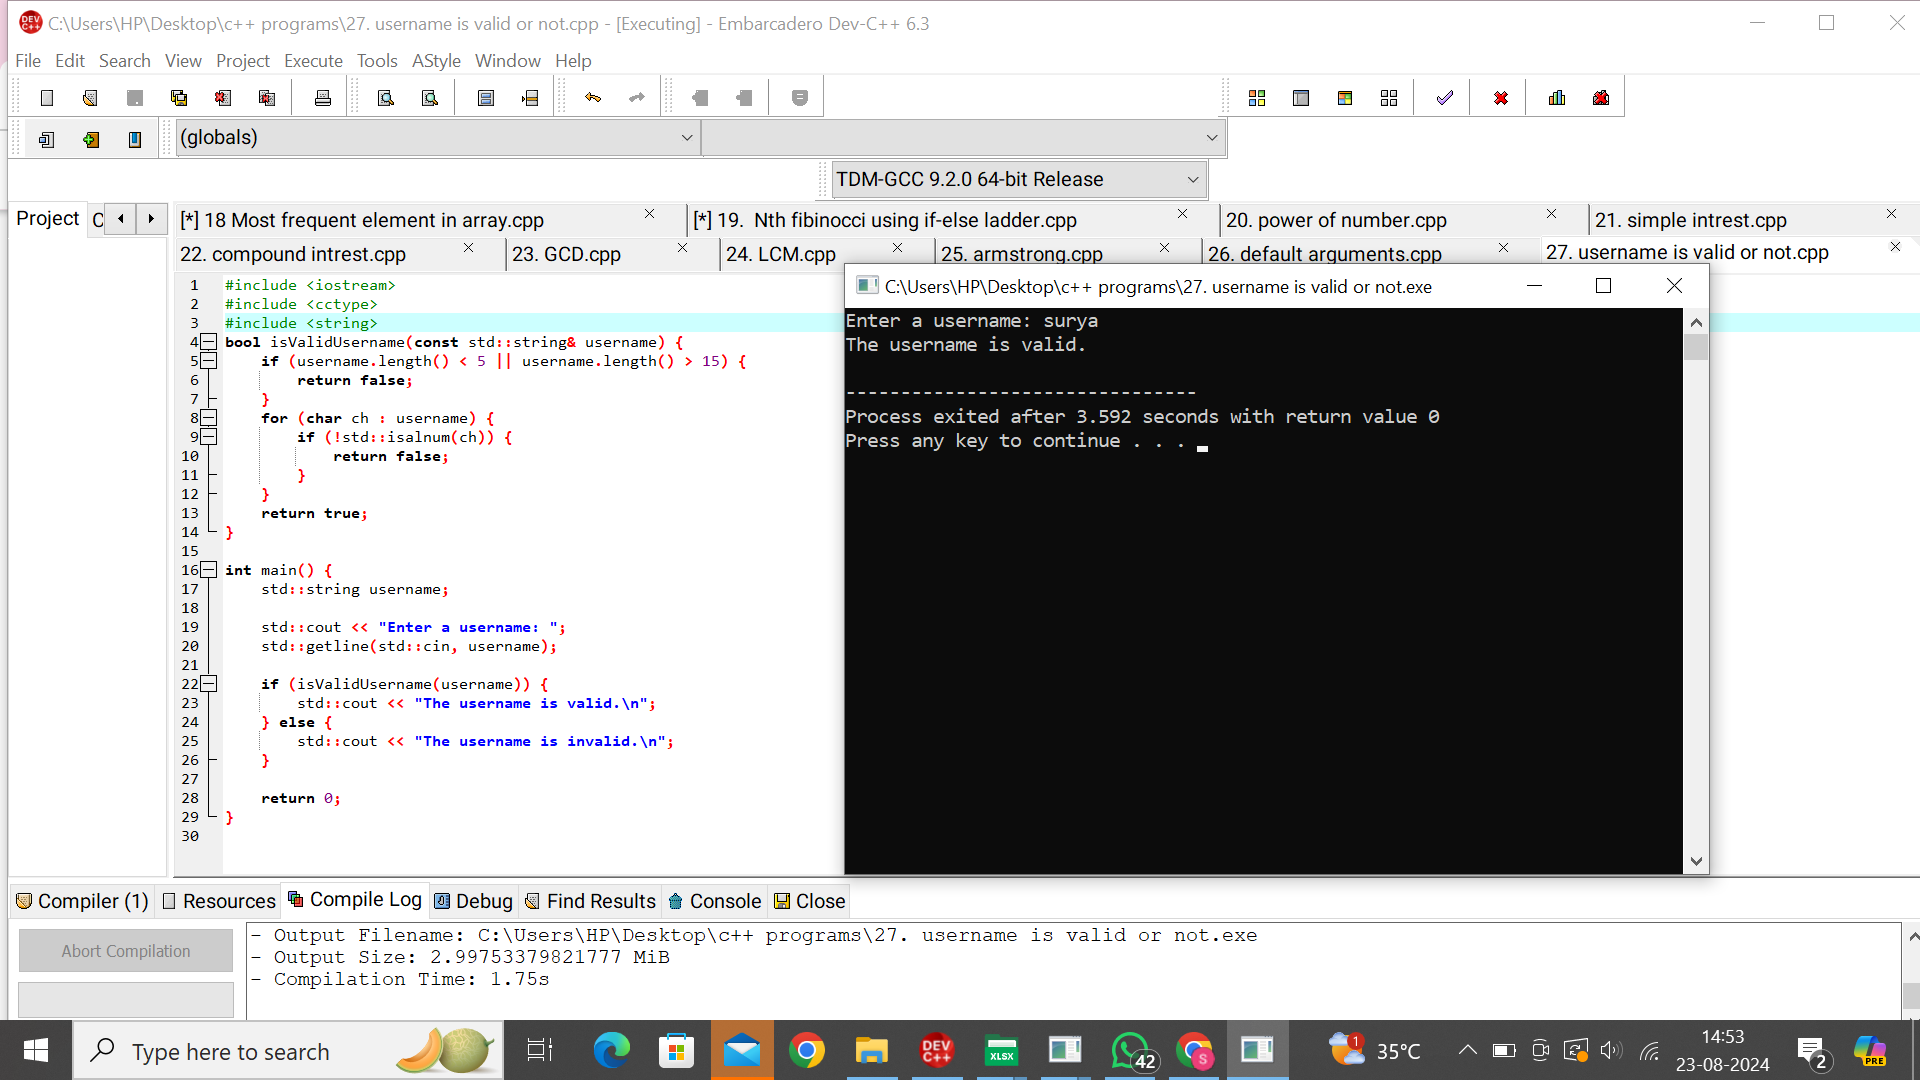 C:\Users\HP\Desktop\c++ programs\27. username is valid or not.cpp - [Executing] - Embarcadero Dev-C++ 6.3
File Edit Search View Project Execute Tools AStyle Window Help
(globals)
TDM-GCC 9.2.0 64-bit Release
Project C
[*] 18 Most frequent element in array.cpp [*] 19. Nth fibinocci using if-else ladder.cpp 20. power of number.cpp 21. simple intrest.cpp
22. compound intrest.cpp 23. GCD.cpp 24. LCM.cpp 25. armstrong.cpp 26. default arguments.cpp 27. username is valid or not.cpp
1 #include <iostream>
2 #include <cctype>
3 #include <string>
4 bool isValidUsername(const std::string& username) {
5 if (username.length() < 5 || username.length() > 15) {
6 return false;
7 }
8 for (char ch : username) {
9 if (!std::isalnum(ch)) {
10 return false;
11 }
12 }
13 return true;
14 }
15
16 int main() {
17 std::string username;
18
19 std::cout << "Enter a username: ";
20 std::getline(std::cin, username);
21
22 if (isValidUsername(username)) {
23 std::cout << "The username is valid.\n";
24 } else {
25 std::cout << "The username is invalid.\n";
26 }
27
28 return 0;
29 }
30
C:\Users\HP\Desktop\c++ programs\27. username is valid or not.exe
Enter a username: surya
The username is valid.
--------------------------------
Process exited after 3.592 seconds with return value 0
Press any key to continue . . .
Compiler (1) Resources Compile Log Debug Find Results Console Close
Abort Compilation
- Output Filename: C:\Users\HP\Desktop\c++ programs\27. username is valid or not.exe
- Output Size: 2.99753379821777 MiB
- Compilation Time: 1.75s
Type here to search
DEV C++
XLSX
42
S
1
35°C
14:53
23-08-2024
2
PRE